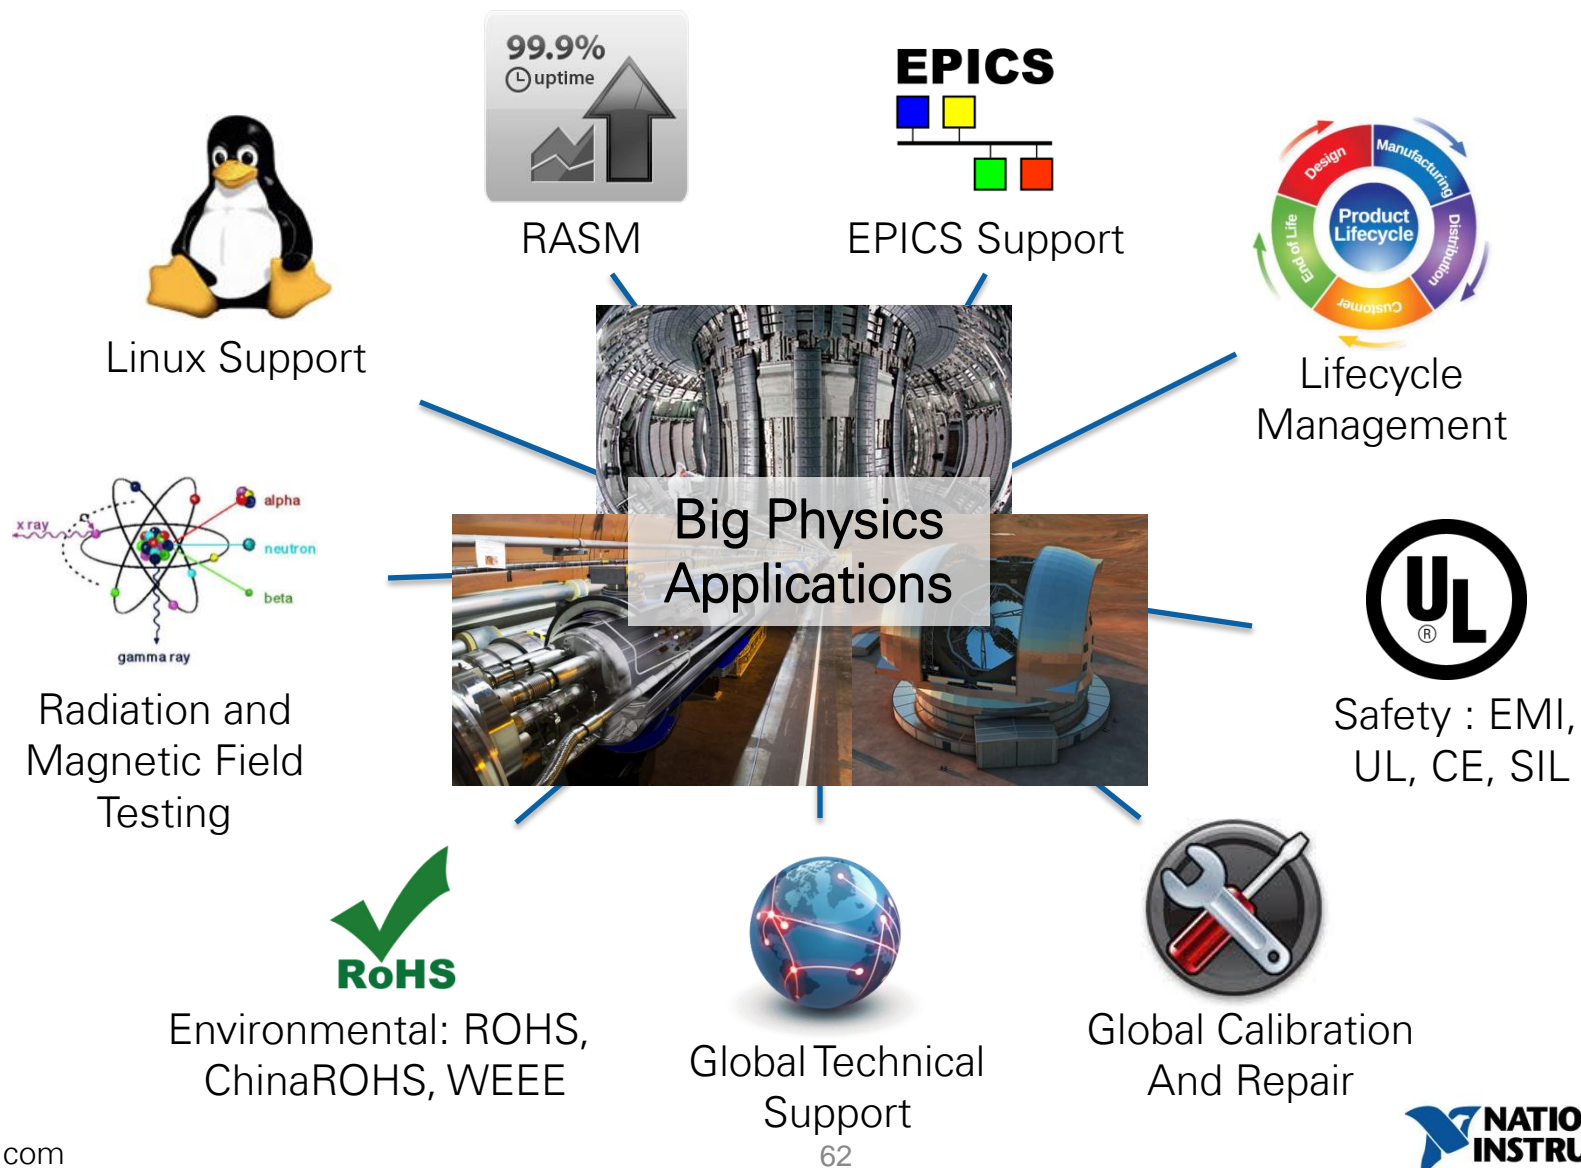 99.9%
uptime
RASM
EPICS
EPICS Support
Linux Support
Design
Manufacturing
Distribution
Customer
End of Life
Product
Lifecycle
Lifecycle
Management
Big Physics
Applications
x ray
alpha
neutron
beta
gamma ray
Radiation and
Magnetic Field
Testing
UL
®
Safety : EMI,
UL, CE, SIL
RoHS
Environmental: ROHS,
ChinaROHS, WEEE
Global Technical
Support
Global Calibration
And Repair
com
62
NATIO
INSTRU